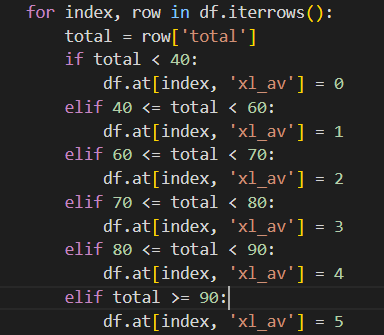 for index, row in df.iterrows():
    total = row['total']
    if total < 40:
        df.at[index, 'xl_av'] = 0
    elif 40 <= total < 60:
        df.at[index, 'xl_av'] = 1
    elif 60 <= total < 70:
        df.at[index, 'xl_av'] = 2
    elif 70 <= total < 80:
        df.at[index, 'xl_av'] = 3
    elif 80 <= total < 90:
        df.at[index, 'xl_av'] = 4
    elif total >= 90:
        df.at[index, 'xl_av'] = 5